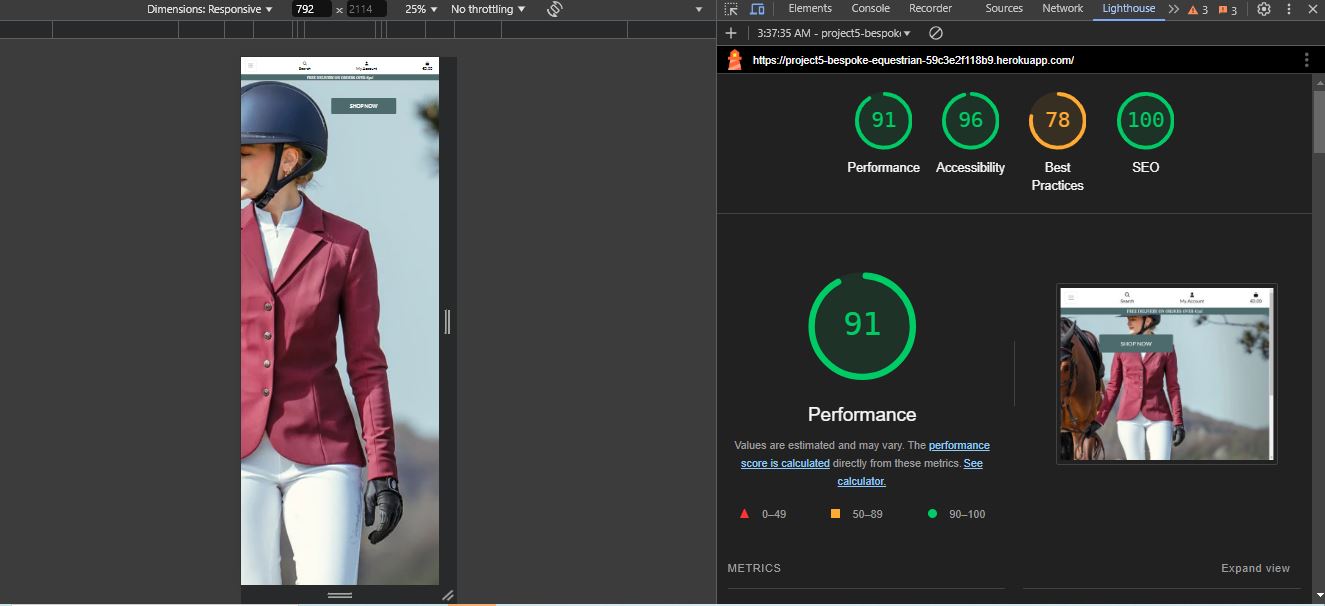 Dimensions: Responsive 792 x 2114 25% No throttling
Elements Console Recorder Sources Network Lighthouse 3 3
3:37:35 AM - project5-bespoke
https://project5-bespoke-equestrian-59c3e2f118b9.herokuapp.com/
Search My Account €0.00
FREE DELIVERY ON ORDERS OVER
SHOP NOW
91 96 78 100
Performance Accessibility Best Practices SEO
91
Performance
Values are estimated and may vary. The performance
score is calculated directly from these metrics. See
calculator.
0–49 50–89 90–100
Search My Account €0.00
FREE DELIVERY ON ORDERS OVER
SHOP NOW
METRICS Expand view